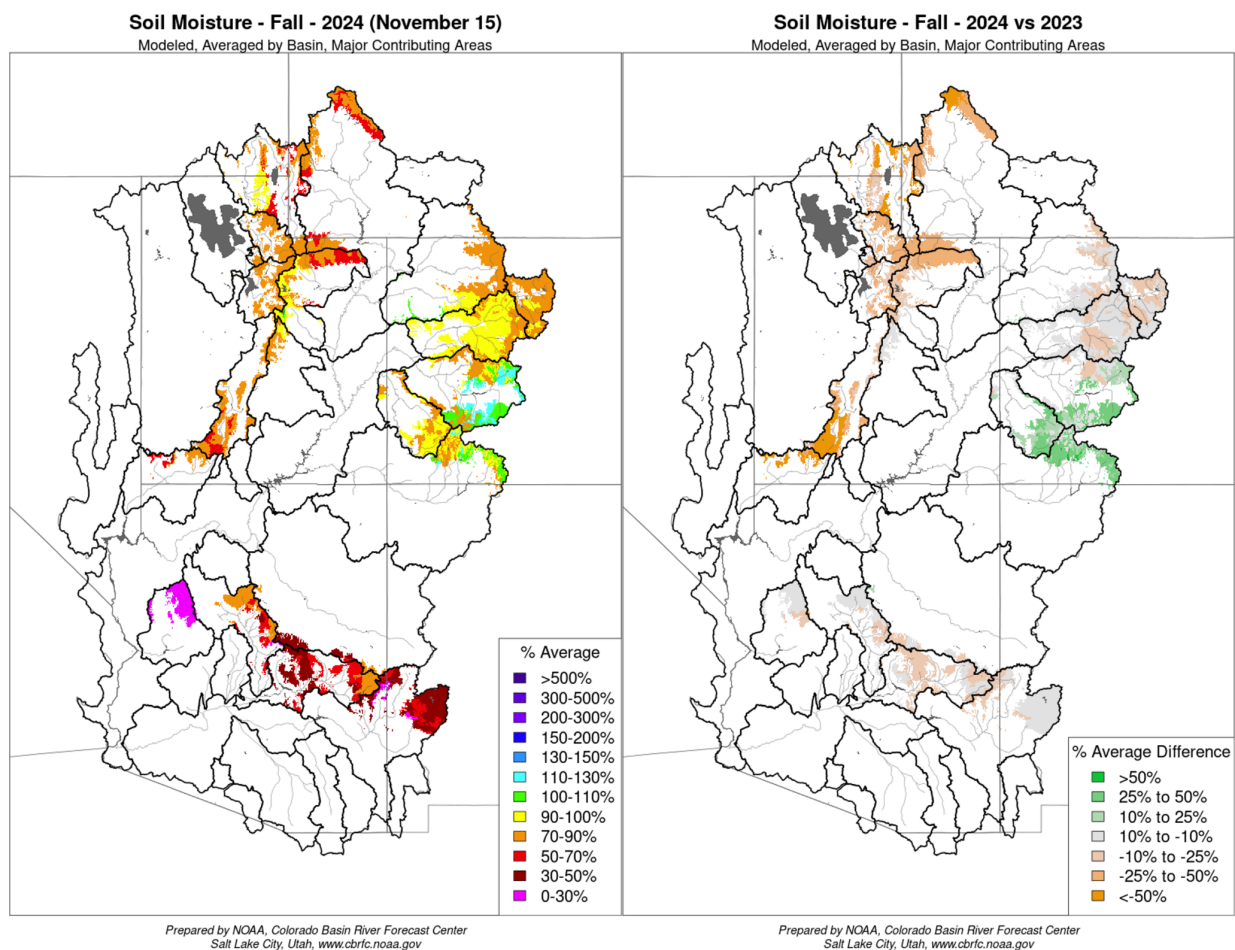 Soil Moisture - Fall - 2024 (November 15)
Modeled, Averaged by Basin, Major Contributing Areas
% Average
>500%
300-500%
200-300%
150-200%
130-150%
110-130%
100-110%
90-100%
70-90%
50-70%
30-50%
0-30%
Prepared by NOAA, Colorado Basin River Forecast Center
Salt Lake City, Utah, www.cbrfc.noaa.gov
Soil Moisture - Fall - 2024 vs 2023
Modeled, Averaged by Basin, Major Contributing Areas
% Average Difference
>50%
25% to 50%
10% to 25%
10% to -10%
-10% to -25%
-25% to -50%
<-50%
Prepared by NOAA, Colorado Basin River Forecast Center
Salt Lake City, Utah, www.cbrfc.noaa.gov